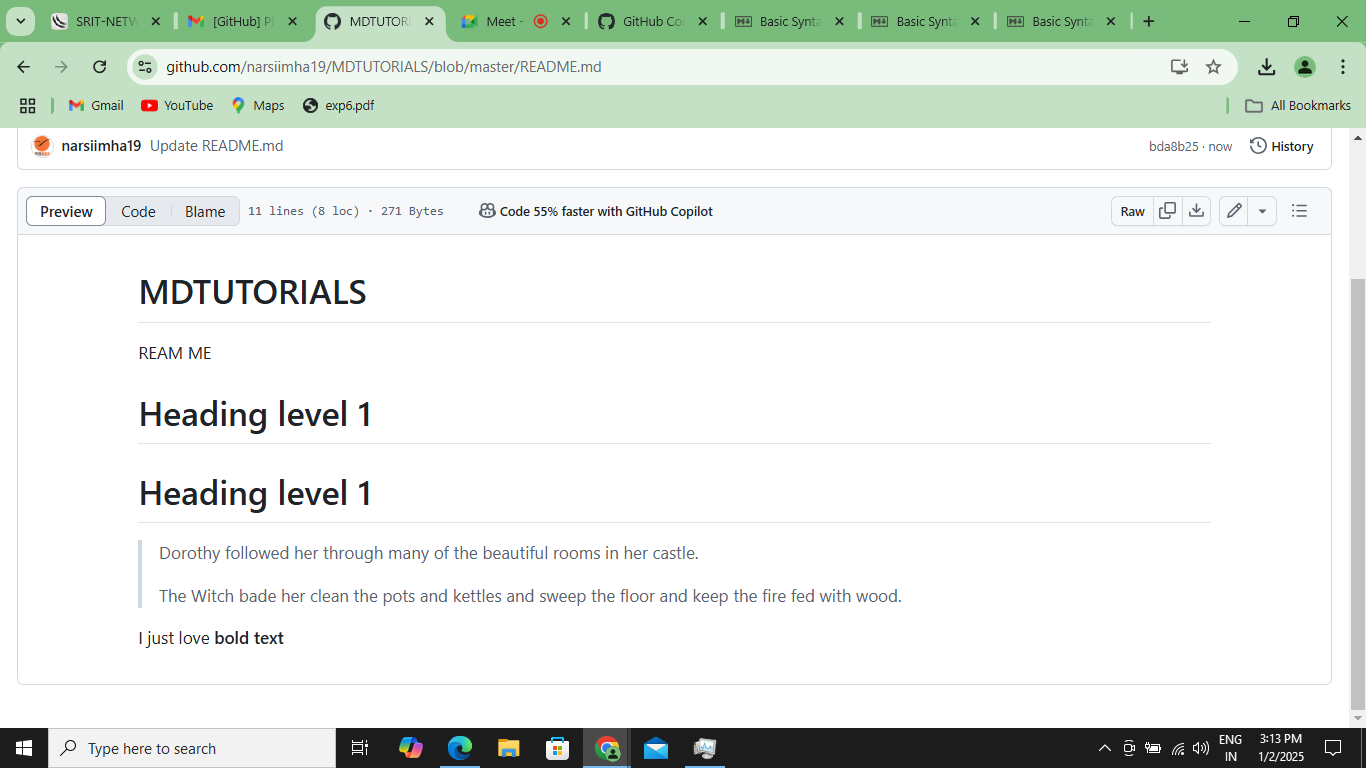 SRIT-NETW
[GitHub] Pl
MDTUTORI
Meet -
GitHub Co
Basic Synta
Basic Synta
Basic Synta
github.com/narsiimha19/MDTUTORIALS/blob/master/README.md
Gmail YouTube Maps exp6.pdf All Bookmarks
narsiimha19 Update README.md bda8b25 · now History
Preview Code Blame 11 lines (8 loc) · 271 Bytes Code 55% faster with GitHub Copilot Raw
MDTUTORIALS
REAM ME
Heading level 1
Heading level 1
Dorothy followed her through many of the beautiful rooms in her castle.
The Witch bade her clean the pots and kettles and sweep the floor and keep the fire fed with wood.
I just love bold text
Type here to search
ENG
IN
3:13 PM
1/2/2025